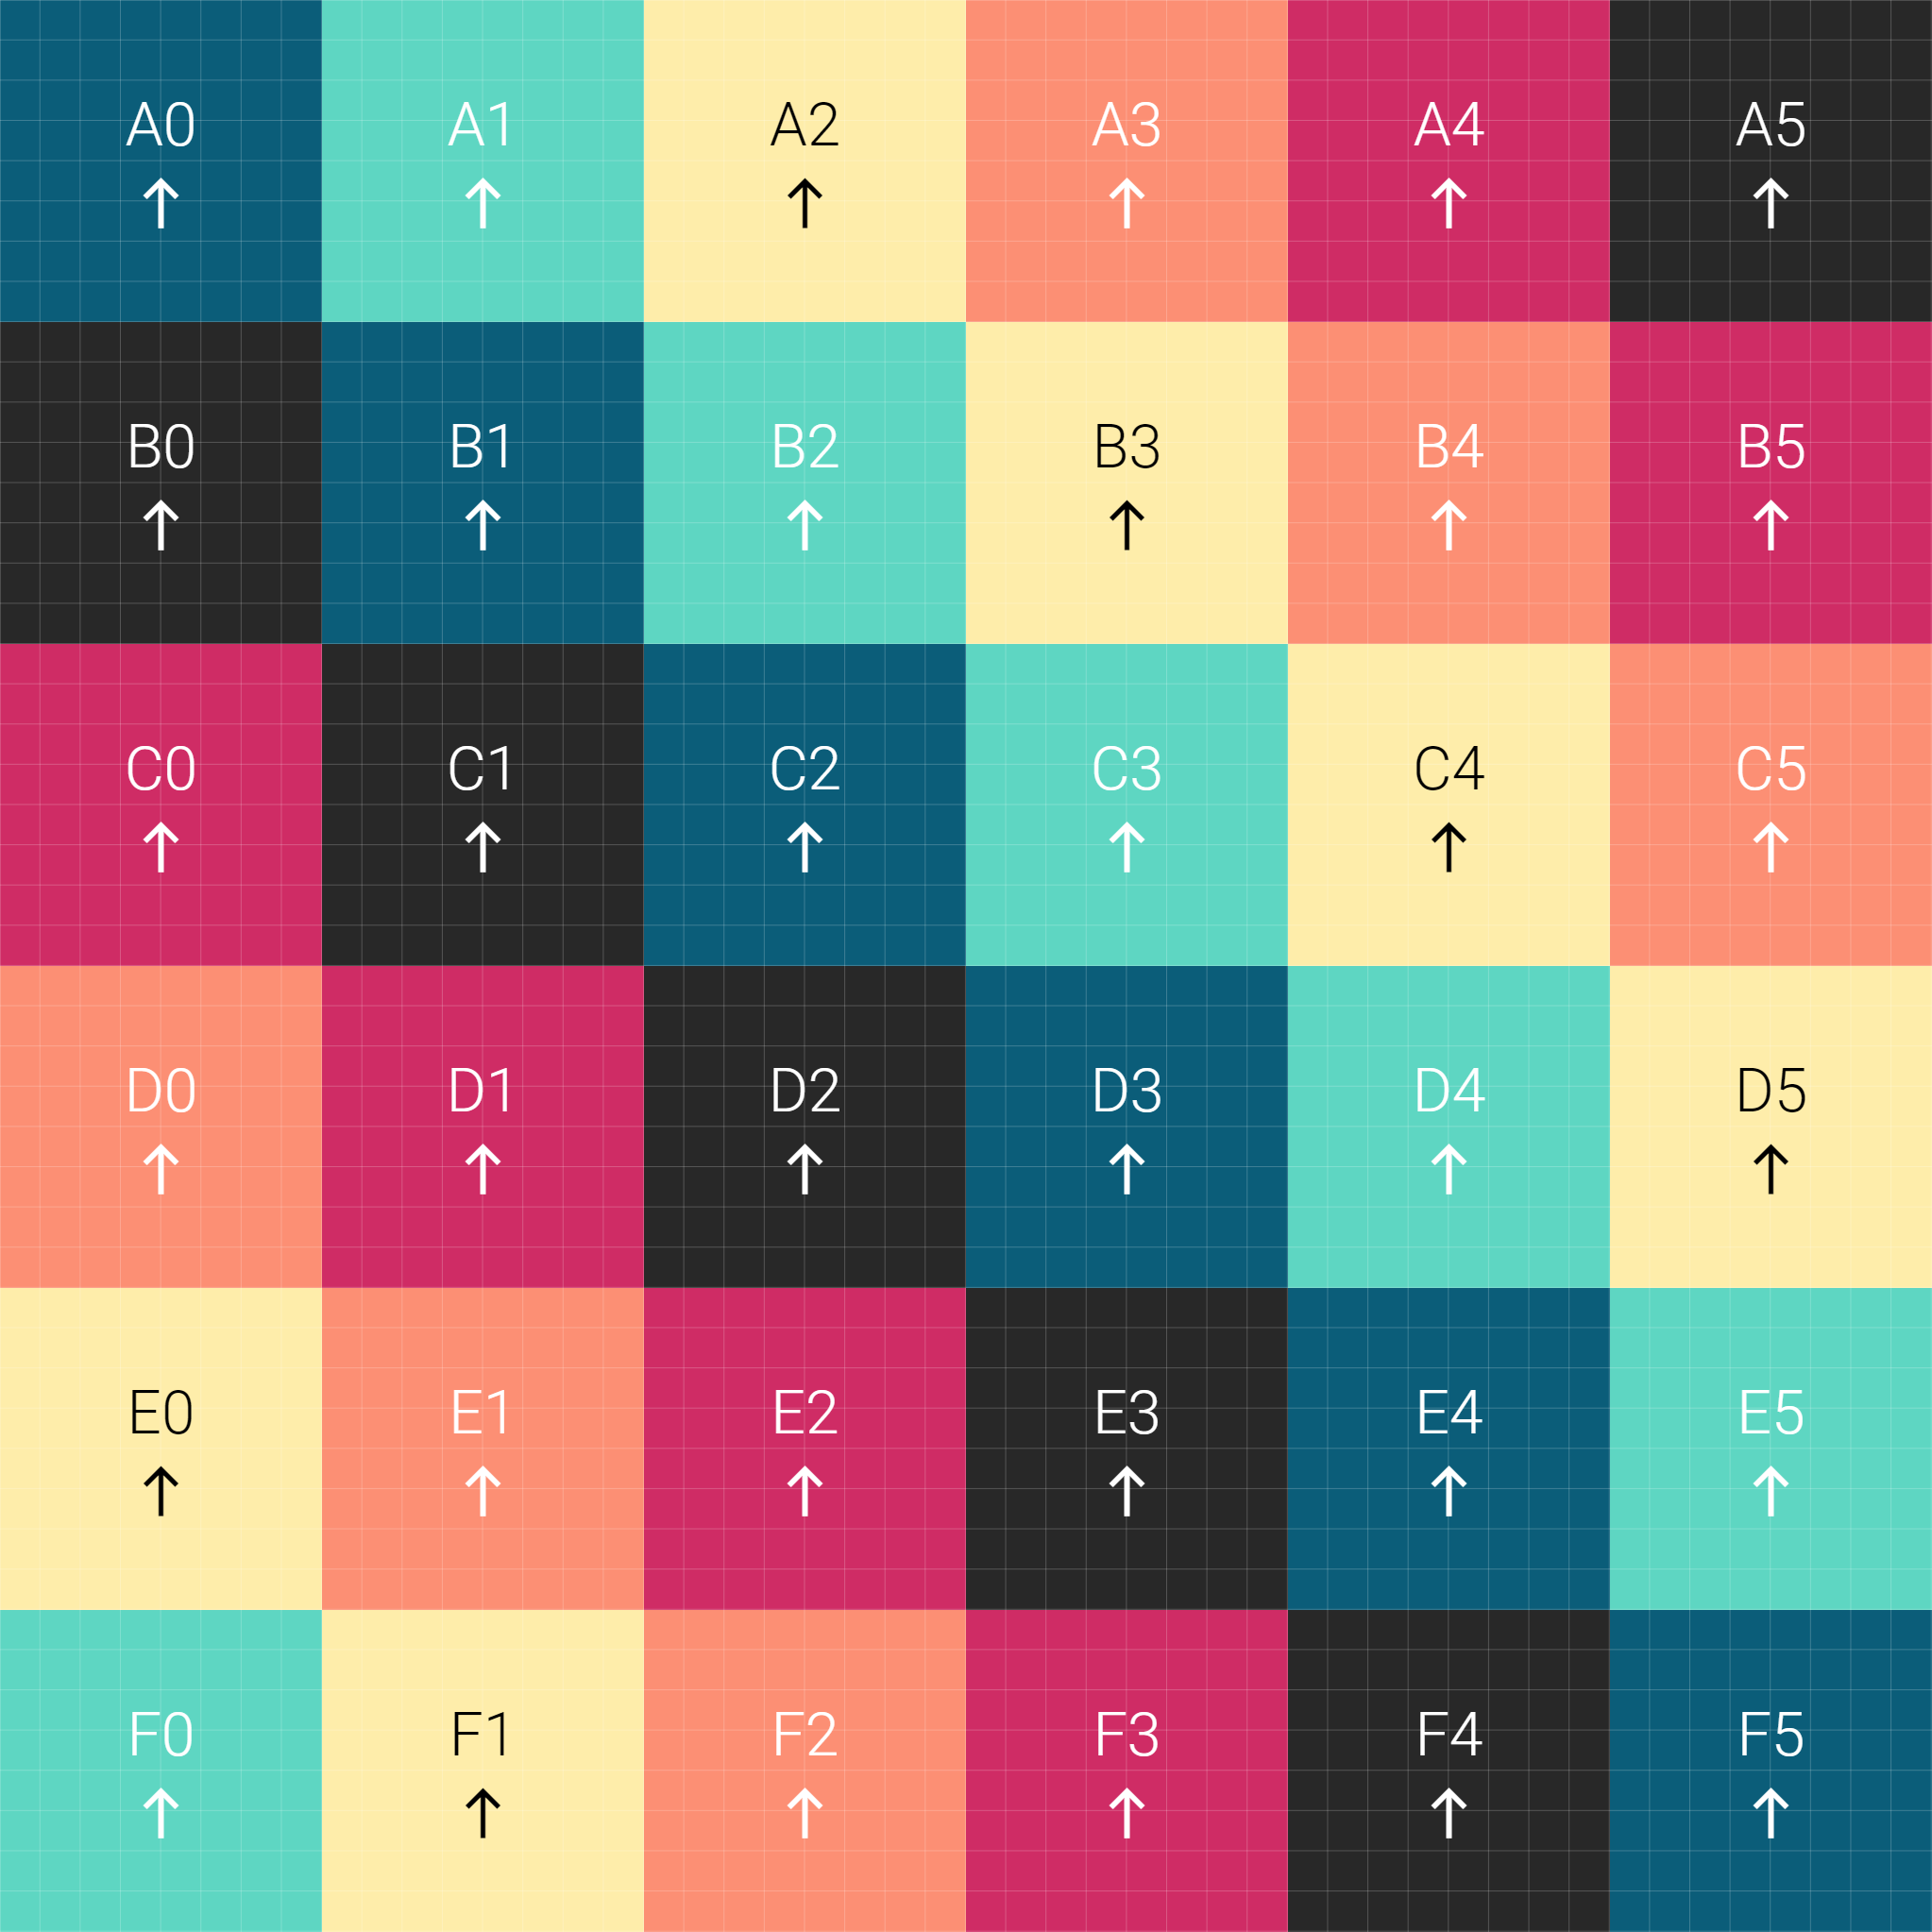 A0 A1 A2 A3 A4 A5
↑ ↑ ↑ ↑ ↑ ↑
B0 B1 B2 B3 B4 B5
↑ ↑ ↑ ↑ ↑ ↑
C0 C1 C2 C3 C4 C5
↑ ↑ ↑ ↑ ↑ ↑
D0 D1 D2 D3 D4 D5
↑ ↑ ↑ ↑ ↑ ↑
E0 E1 E2 E3 E4 E5
↑ ↑ ↑ ↑ ↑ ↑
F0 F1 F2 F3 F4 F5
↑ ↑ ↑ ↑ ↑ ↑